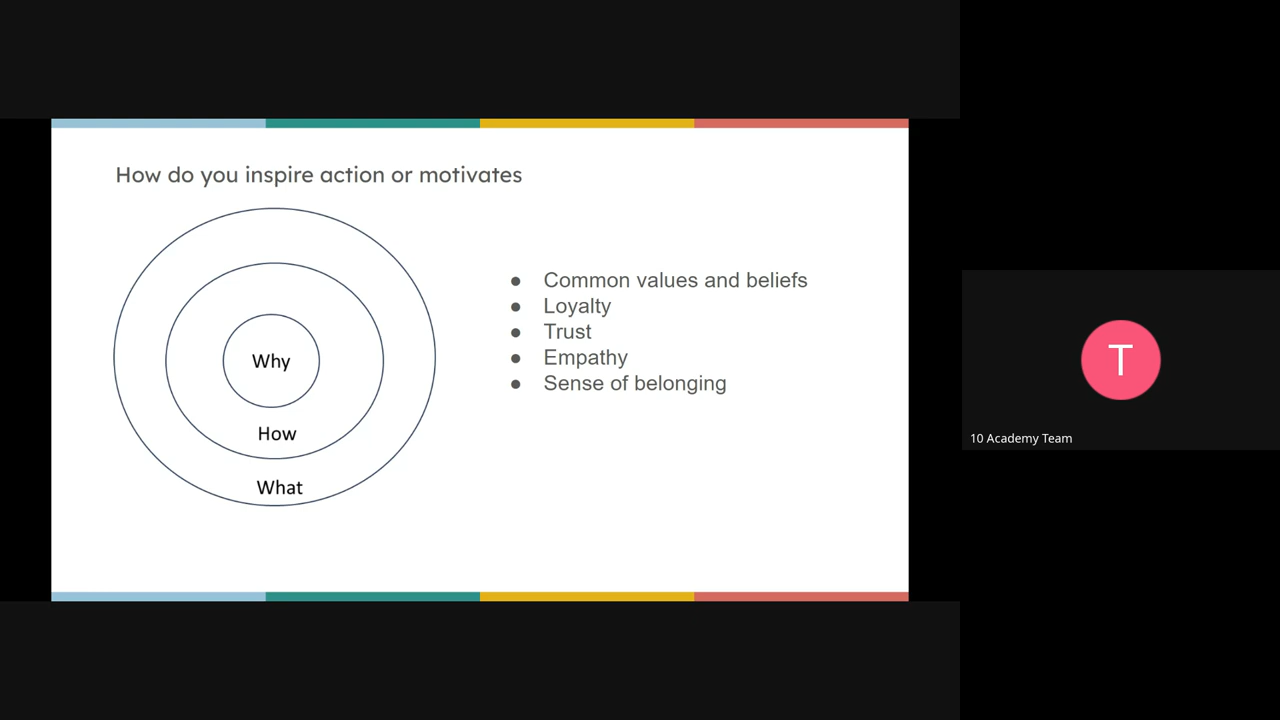 How do you inspire action or motivates
Why
How
What
● Common values and beliefs
● Loyalty
● Trust
● Empathy
● Sense of belonging
T
10 Academy Team